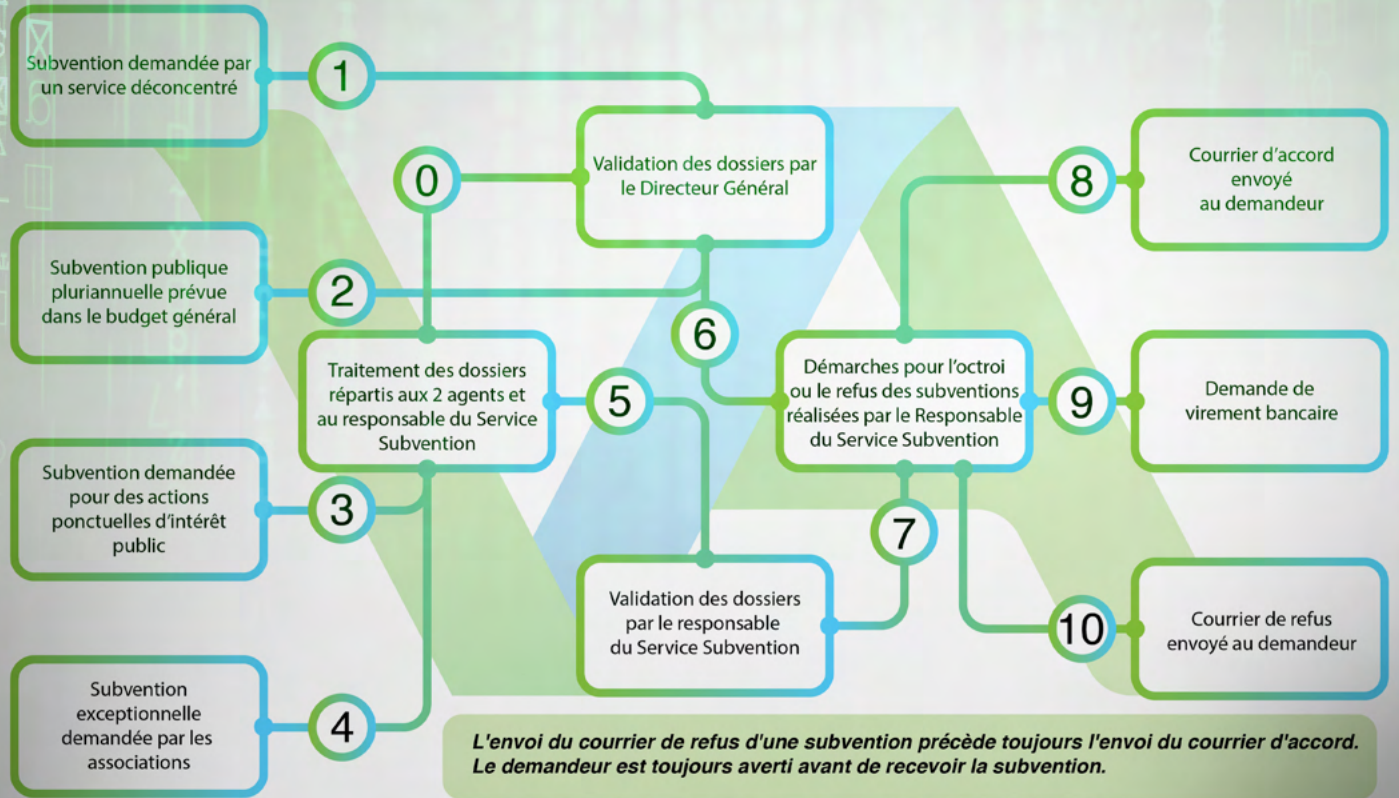 Subvention demandée par
un service déconcentré
1
0
Validation des dossiers par
le Directeur Général
8
Courrier d'accord
envoyé
au demandeur
Subvention publique
pluriannuelle prévue
dans le budget général
2
6
Traitement des dossiers
répartis aux 2 agents et
au responsable du Service
Subvention
5
Démarches pour l'octroi
ou le refus des subventions
réalisées par le Responsable
du Service Subvention
9
Demande de
virement bancaire
Subvention demandée
pour des actions
ponctuelles d'intérêt
public
3
7
Validation des dossiers
par le responsable
du Service Subvention
10
Courrier de refus
envoyé au demandeur
Subvention
exceptionnelle
demandée par les
associations
4
L'envoi du courrier de refus d'une subvention précède toujours l'envoi du courrier d'accord.
Le demandeur est toujours averti avant de recevoir la subvention.